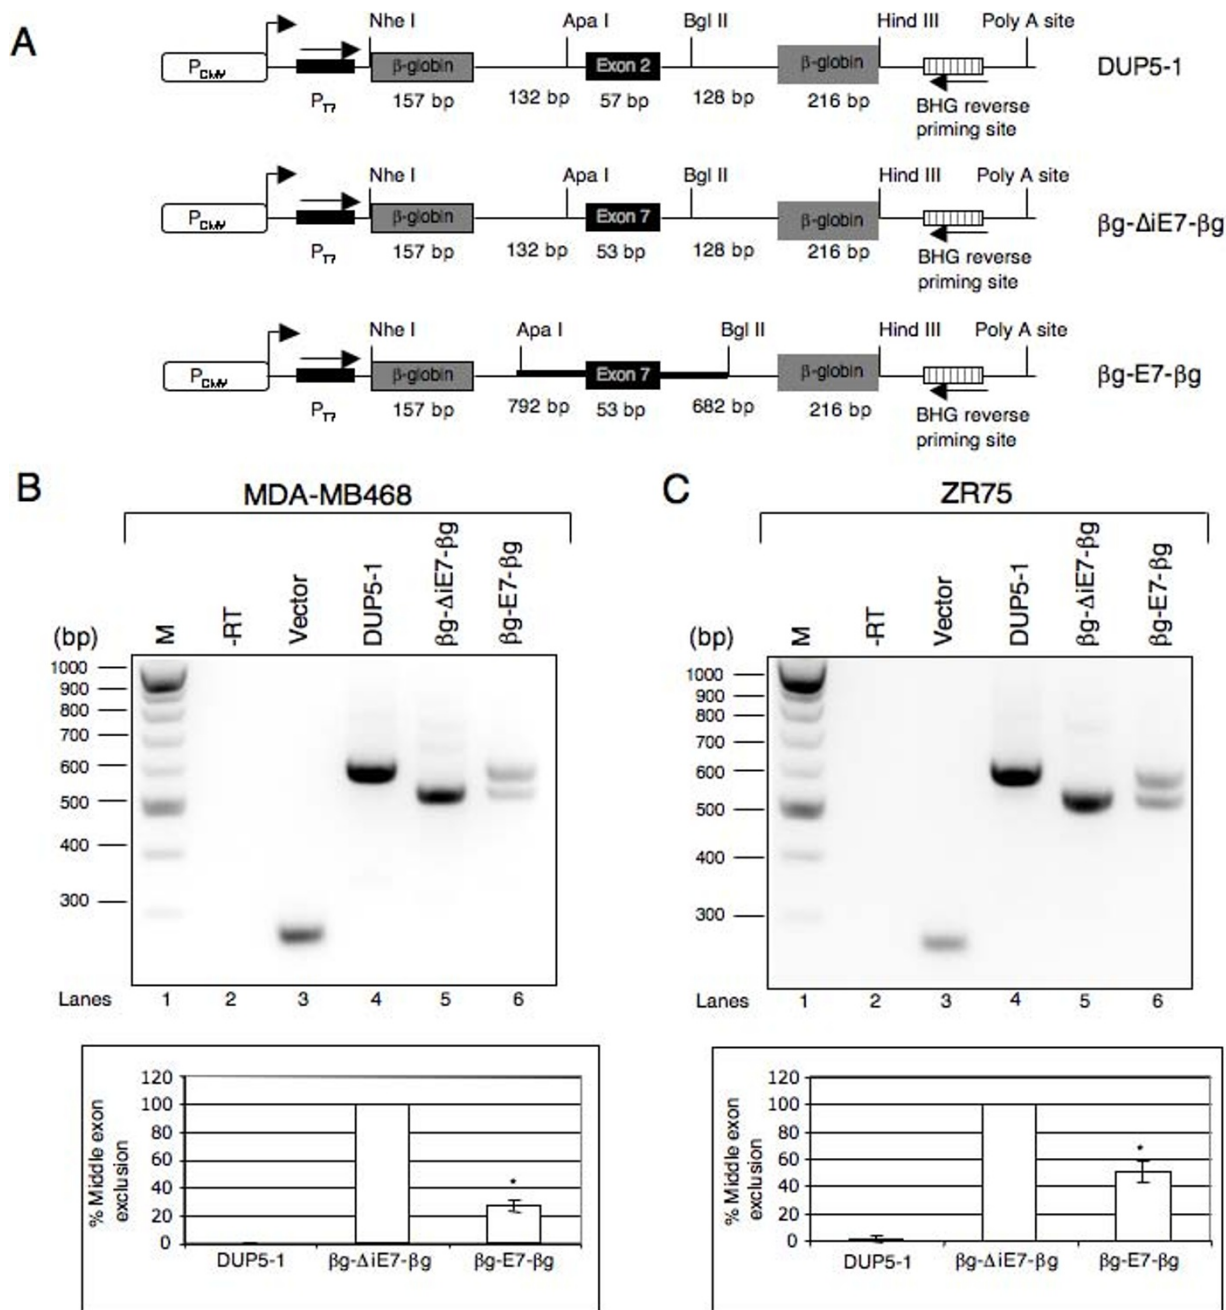 A
Nhe I Apa I Bgl II Hind III Poly A site
P CMV β-globin Exon 2 β-globin DUP5-1
P T7 157 bp 132 bp 57 bp 128 bp 216 bp BHG reverse
priming site
Nhe I Apa I Bgl II Hind III Poly A site
P CMV β-globin Exon 7 β-globin βg-ΔiE7-βg
P T7 157 bp 132 bp 53 bp 128 bp 216 bp BHG reverse
priming site
Nhe I Apa I Bgl II Hind III Poly A site
P CMV β-globin Exon 7 β-globin βg-E7-βg
P T7 157 bp 792 bp 53 bp 682 bp 216 bp BHG reverse
priming site
B
MDA-MB468
(bp) M -RT Vector DUP5-1 βg-ΔiE7-βg βg-E7-βg
1000
900
800
700
600
500
400
300
Lanes 1 2 3 4 5 6
% Middle exon
exclusion
120
100
80
60
40
20
0
*
DUP5-1 βg-ΔiE7-βg βg-E7-βg
C
ZR75
(bp) M -RT Vector DUP5-1 βg-ΔiE7-βg βg-E7-βg
1000
900
800
700
600
500
400
300
Lanes 1 2 3 4 5 6
% Middle exon
exclusion
120
100
80
60
40
20
0
*
DUP5-1 βg-ΔiE7-βg βg-E7-βg